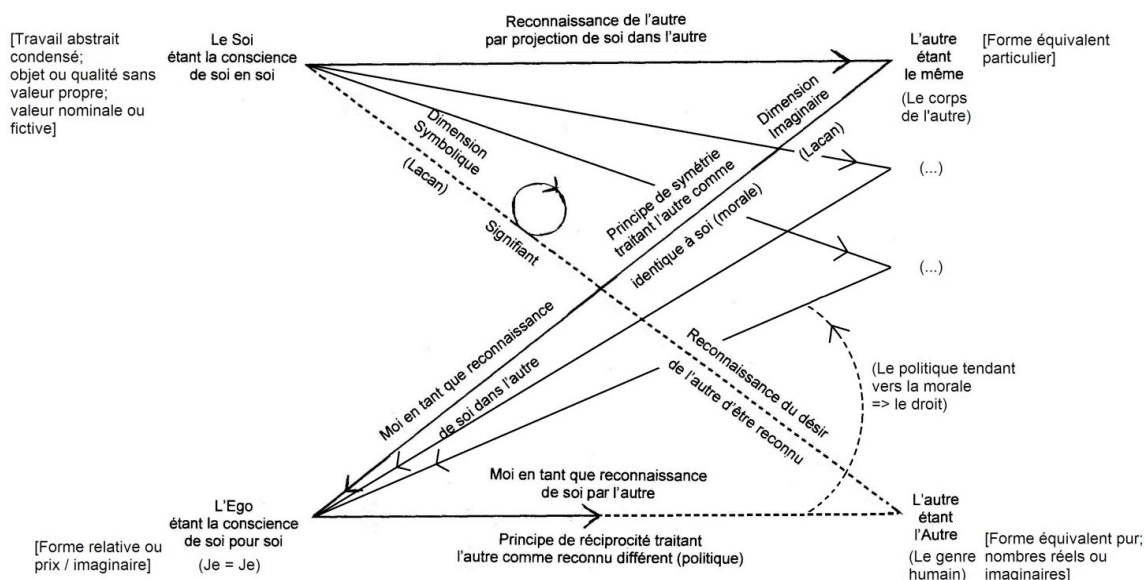 Reconnaissance de l'autre
par projection de soi dans l'autre
[Travail abstrait
condensé;
objet ou qualité sans
valeur propre;
valeur nominale ou
fictive]
Le Soi
étant la conscience
de soi en soi
L'autre
étant
le même
(Le corps
de l'autre)
[Forme équivalent
particulier]
Dimension
Symbolique
(Lacan)
Signifiant
Dimension
Imaginaire
(Lacan)
Principe de symétrie
traitant l'autre comme
identique à soi (morale)
(...)
(...)
Moi en tant que reconnaissance
de soi dans l'autre
Reconnaissance du désir
de l'autre d'être reconnu
(Le politique tendant
vers la morale
=> le droit)
Moi en tant que reconnaissance
de soi par l'autre
L'Ego
étant la conscience
de soi pour soi
(Je = Je)
[Forme relative ou
prix / imaginaire]
Principe de réciprocité traitant
l'autre comme reconnu différent (politique)
L'autre
étant
l'Autre
(Le genre
humain)
[Forme équivalent pur;
nombres réels ou
imaginaires]